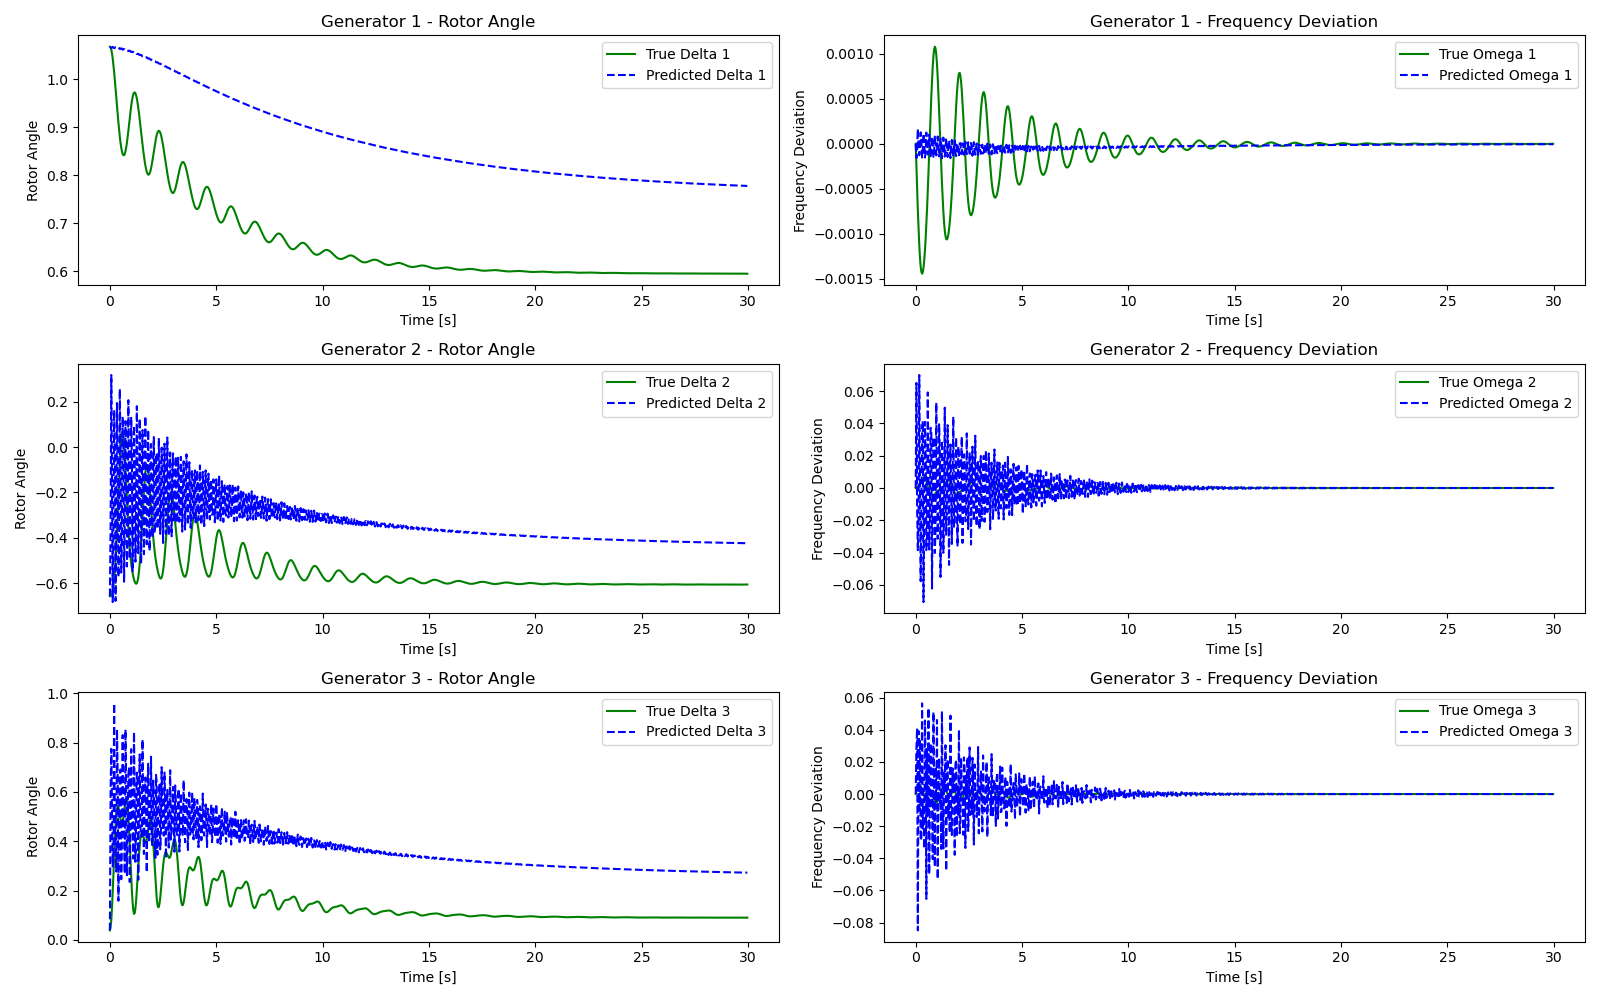 Generator 1 - Rotor Angle
True Delta 1
Predicted Delta 1
1.0
0.9
0.8
0.7
0.6
Rotor Angle
0 5 10 15 20 25 30
Time [s]
Generator 1 - Frequency Deviation
True Omega 1
Predicted Omega 1
0.0010
0.0005
0.0000
−0.0005
−0.0010
−0.0015
Frequency Deviation
0 5 10 15 20 25 30
Time [s]
Generator 2 - Rotor Angle
True Delta 2
Predicted Delta 2
0.2
0.0
−0.2
−0.4
−0.6
Rotor Angle
0 5 10 15 20 25 30
Time [s]
Generator 2 - Frequency Deviation
True Omega 2
Predicted Omega 2
0.06
0.04
0.02
0.00
−0.02
−0.04
−0.06
Frequency Deviation
0 5 10 15 20 25 30
Time [s]
Generator 3 - Rotor Angle
True Delta 3
Predicted Delta 3
1.0
0.8
0.6
0.4
0.2
0.0
Rotor Angle
0 5 10 15 20 25 30
Time [s]
Generator 3 - Frequency Deviation
True Omega 3
Predicted Omega 3
0.06
0.04
0.02
0.00
−0.02
−0.04
−0.06
−0.08
Frequency Deviation
0 5 10 15 20 25 30
Time [s]